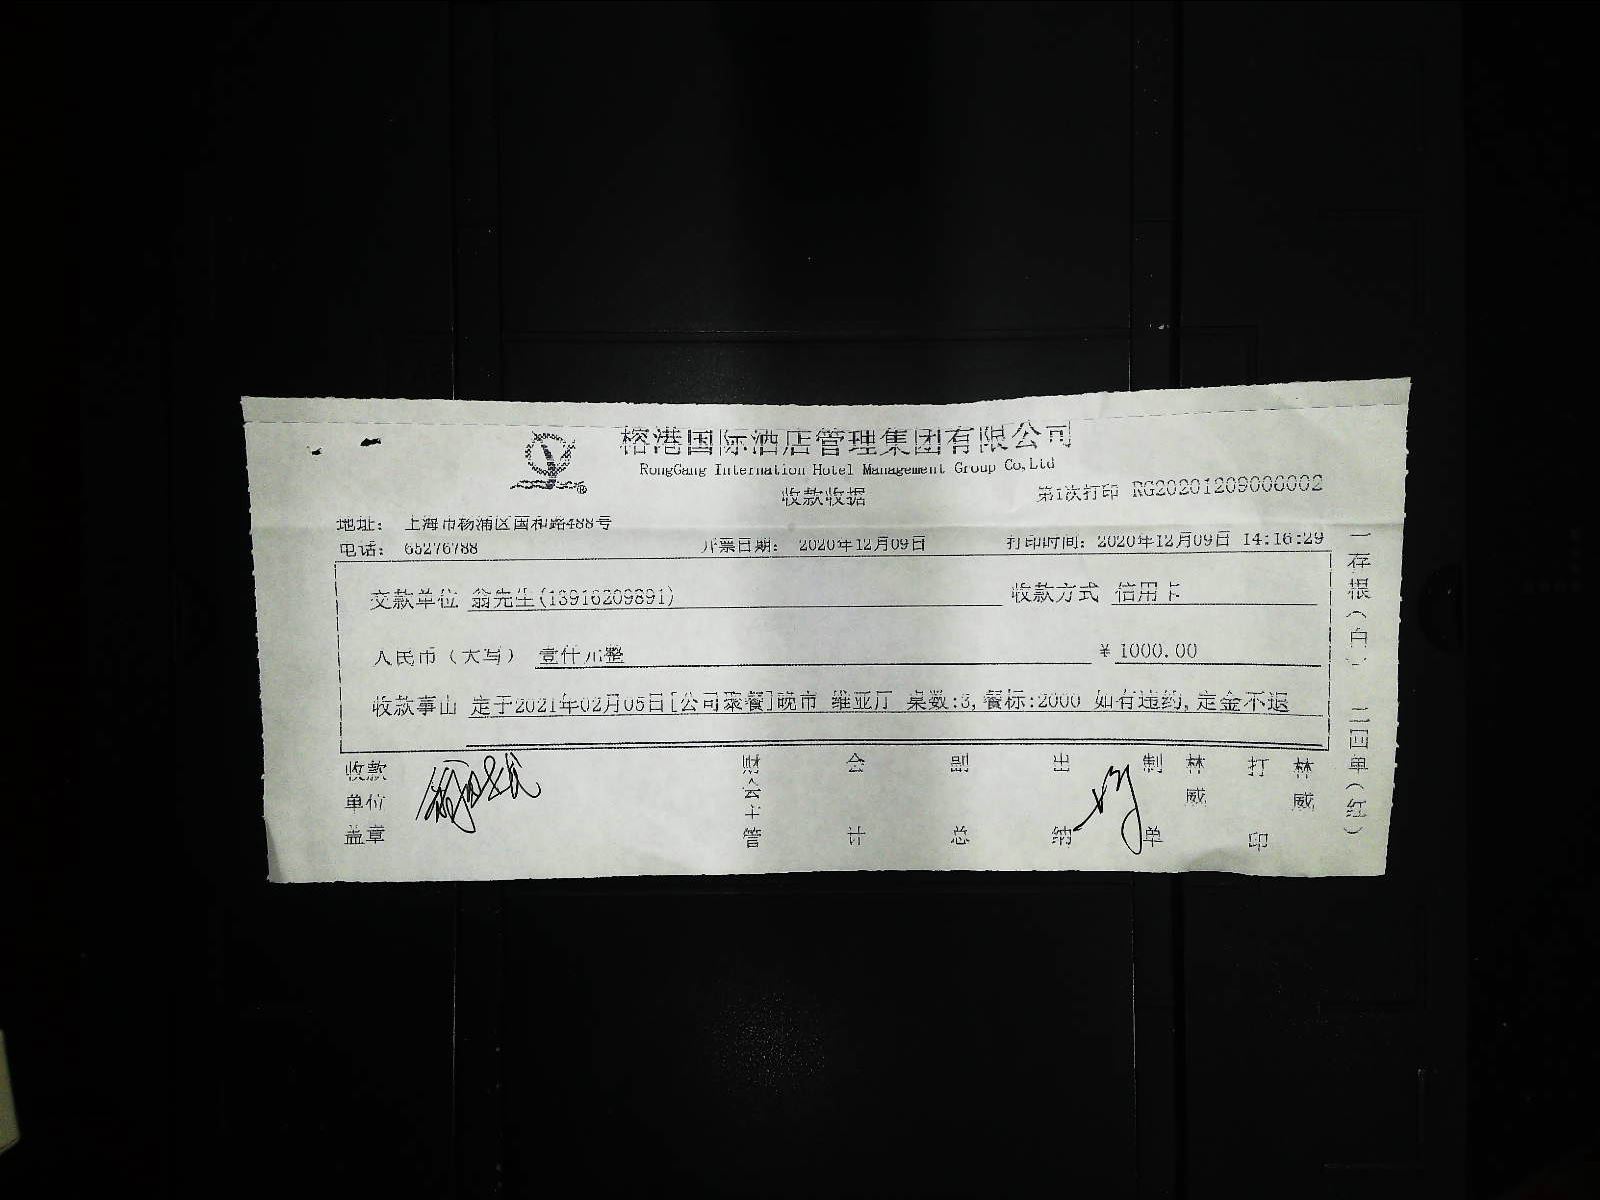 榕港国际酒店管理集团有限公司
RongGang Internation Hotel Management Group Co,Ltd
收款收据
第1次打印 RG20201209000002
地址： 上海市杨浦区国和路488号
电话： 65276788 开票日期： 2020年12月09日 打印时间：2020年12月09日 14:16:29
交款单位 翁先生(13916209891) 收款方式 信用卡
人民币（大写） 壹仟元整 ￥1000.00
收款事由 定于2021年02月05日[公司聚餐]晚市 维亚厅 桌数:3,餐标:2000 如有违约,定金不退
收款单位盖章 财会主管 会计 副总 出纳 制单 林威 打印 林威
一存根（白） 二回单（红）